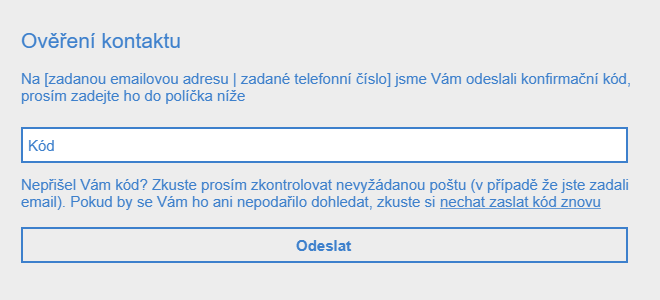 Ověření kontaktu
Na [zadanou emailovou adresu | zadané telefonní číslo] jsme Vám odeslali konfirmační kód,
prosím zadejte ho do políčka níže
Kód
Nepřišel Vám kód? Zkuste prosím zkontrolovat nevyžádanou poštu (v případě že jste zadali
email). Pokud by se Vám ho ani nepodařilo dohledat, zkuste si nechat zaslat kód znovu
Odeslat